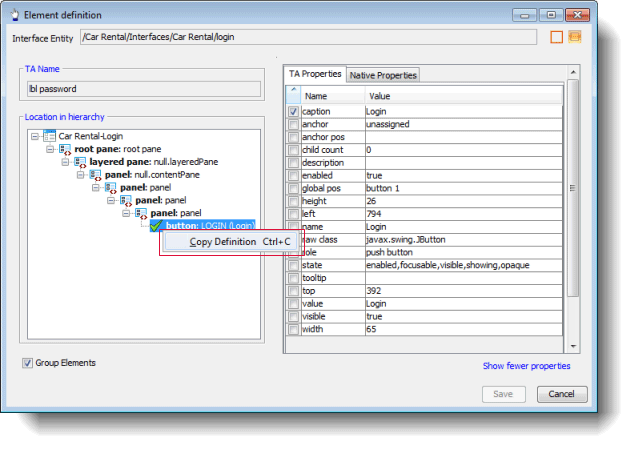 Element definition
Interface Entity /Car Rental/Interfaces/Car Rental/login
TA Name
lbl password
Location in hierarchy
Car Rental-Login
root pane: root pane
layered pane: null.layeredPane
panel: null.contentPane
panel: panel
panel: panel
panel: panel
button: LOGIN (Login)
Copy Definition Ctrl+C
Group Elements
TA Properties Native Properties
Name Value
caption Login
anchor unassigned
anchor pos
child count 0
description
enabled true
global pos button 1
height 26
left 794
name Login
raw class javax.swing.JButton
role push button
state enabled,focusable,visible,showing,opaque
tooltip
top 392
value Login
visible true
width 65
Show fewer properties
Save Cancel